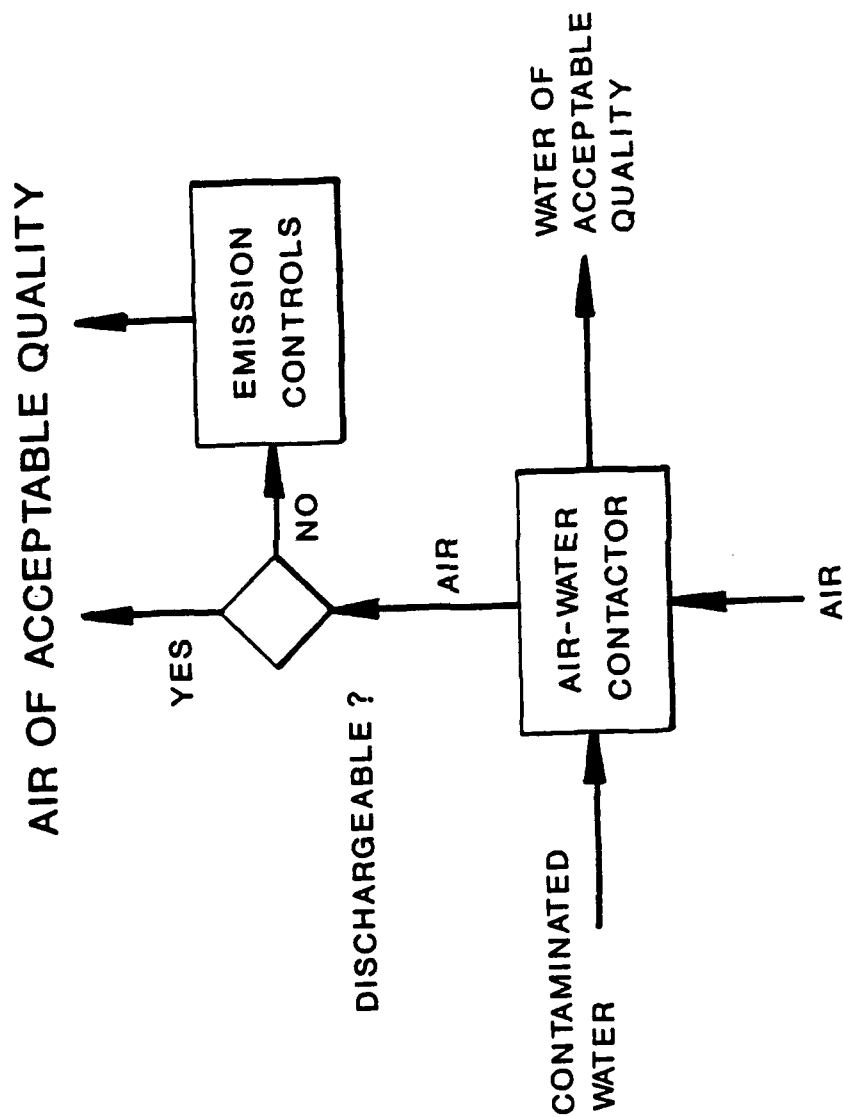 AIR OF ACCEPTABLE QUALITY
YES
NO
EMISSION
CONTROLS
DISCHARGEABLE ?
AIR
CONTAMINATED
WATER
AIR-WATER
CONTACTOR
WATER OF
ACCEPTABLE
QUALITY
AIR